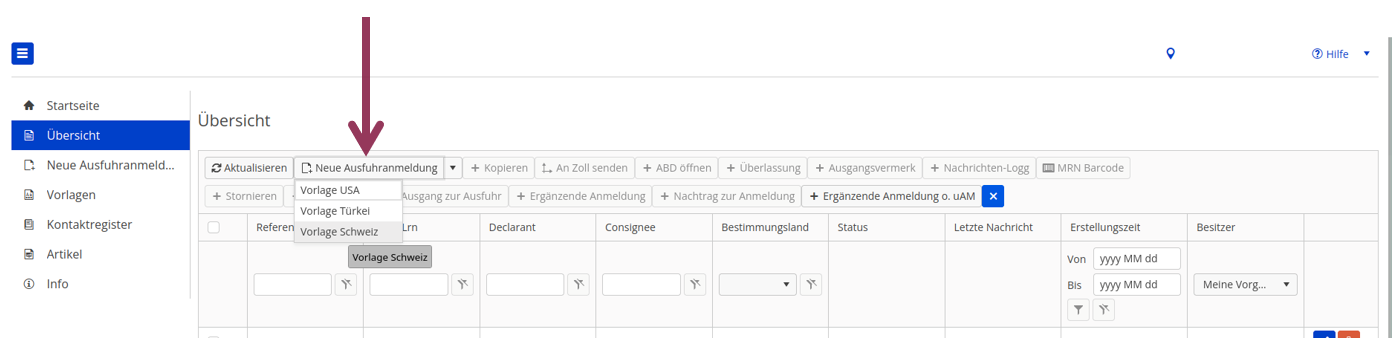 Hilfe
Startseite
Übersicht
Neue Ausfuhranmeld...
Vorlagen
Kontaktregister
Artikel
Info
Übersicht
Aktualisieren Neue Ausfuhranmeldung + Kopieren An Zoll senden + ABD öffnen + Überlassung + Ausgangsvermerk + Nachrichten-Logg MRN Barcode
+ Stornieren Ausgang zur Ausfuhr + Ergänzende Anmeldung + Nachtrag zur Anmeldung + Ergänzende Anmeldung o. uAM
Vorlage USA
Vorlage Türkei
Vorlage Schweiz
Vorlage Schweiz
Referen Lrn Declarant Consignee Bestimmungsland Status Letzte Nachricht Erstellungszeit Besitzer
Von yyyy MM dd
Bis yyyy MM dd Meine Vorg...